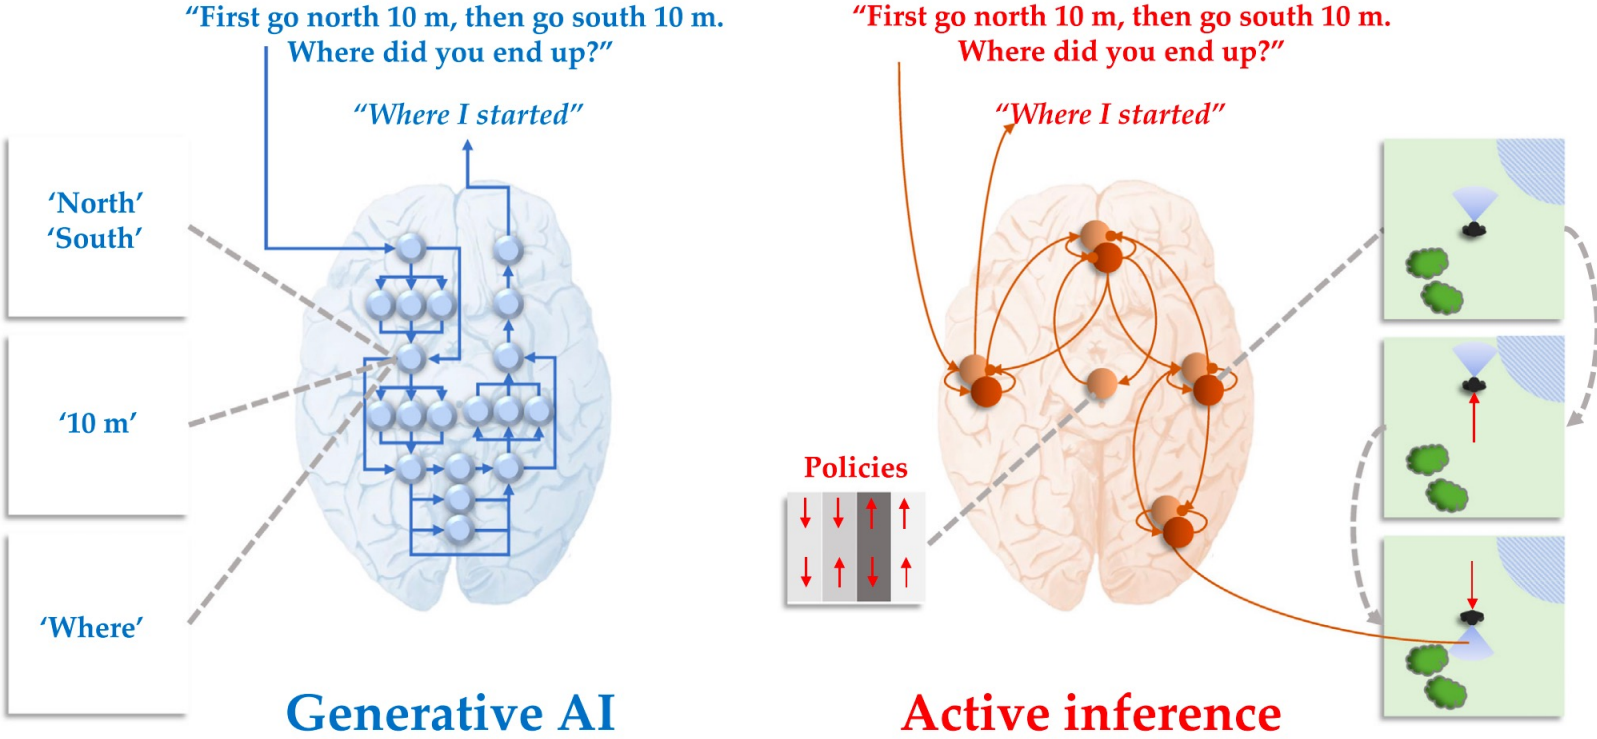 “First go north 10 m, then go south 10 m.
Where did you end up?”
“Where I started”
‘North’
‘South’
‘10 m’
‘Where’
Generative AI
“First go north 10 m, then go south 10 m.
Where did you end up?”
“Where I started”
Policies
Active inference